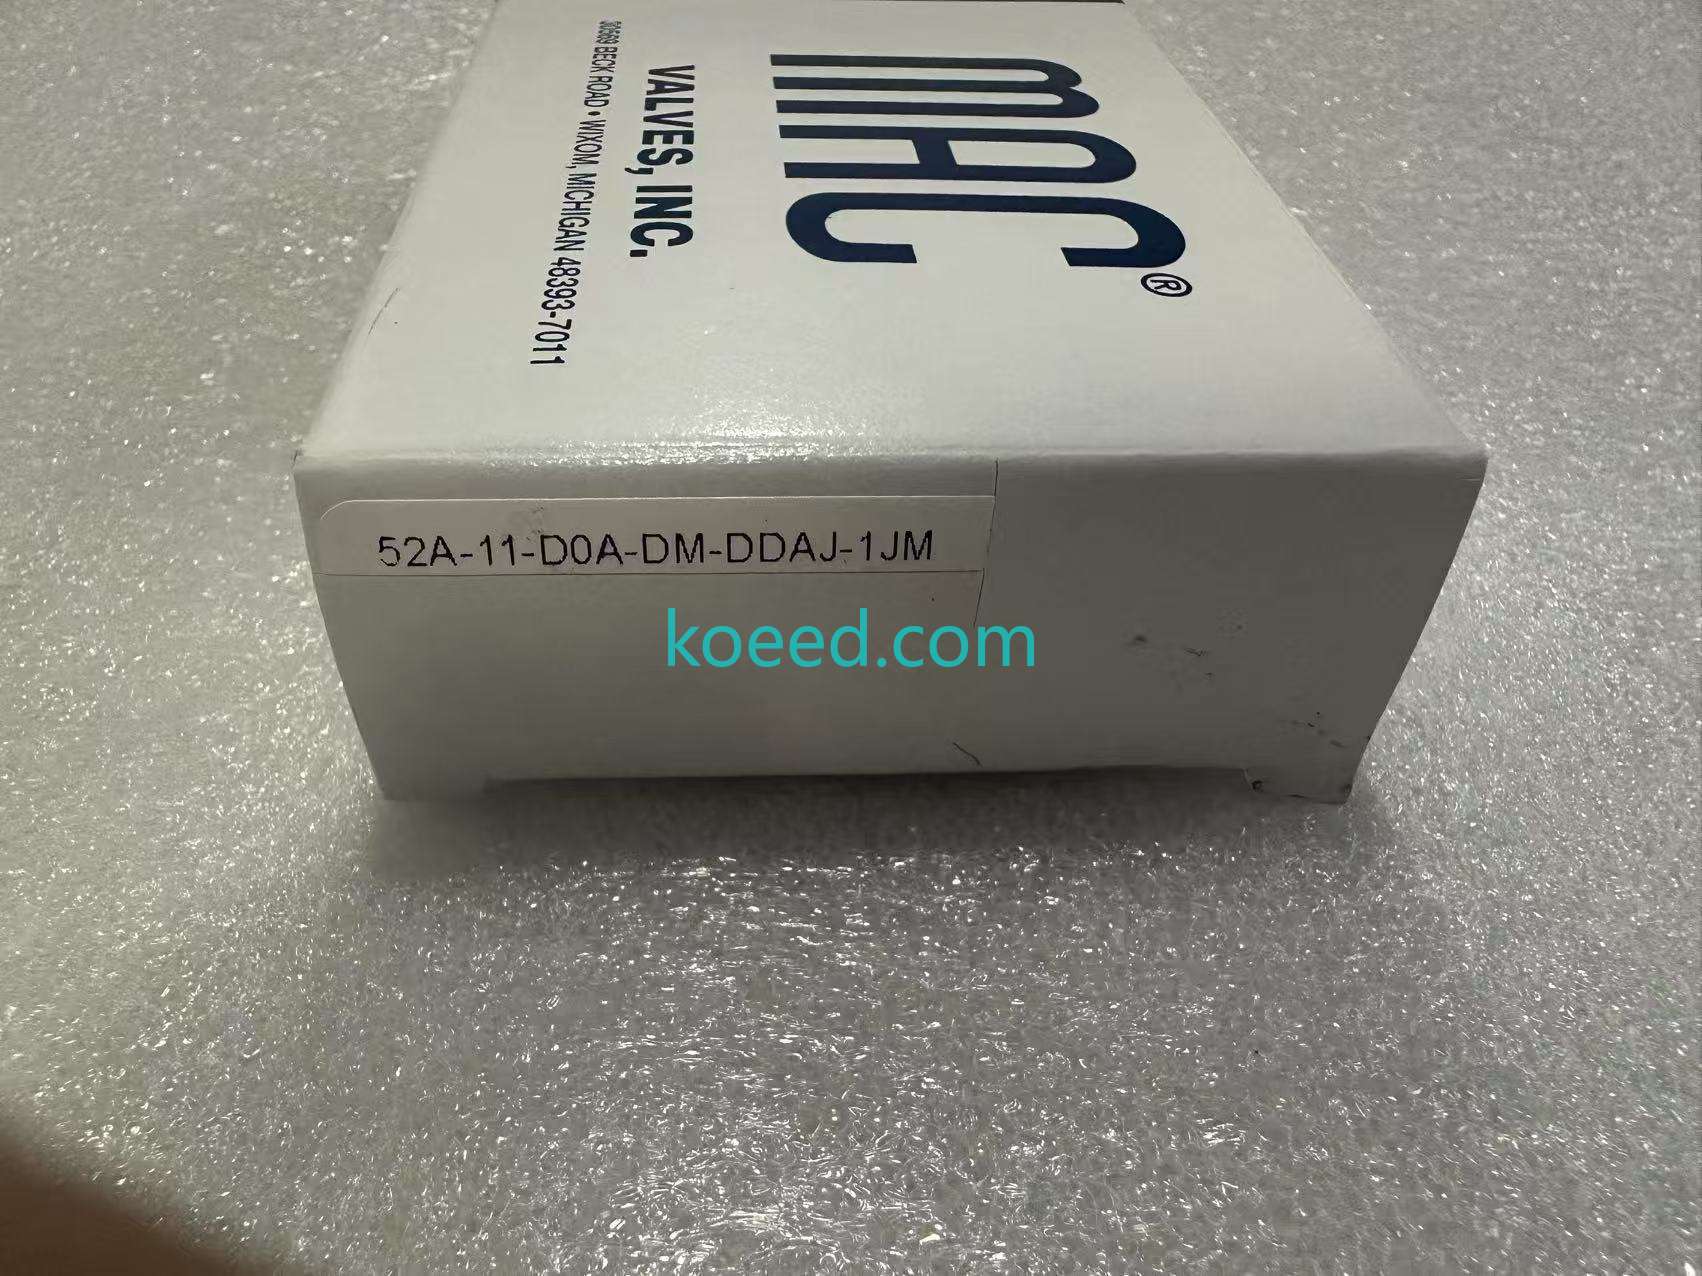 mAC®
VALVES, INC.
30569 BECK ROAD • WIXOM, MICHIGAN 48393-7011
52A-11-D0A-DM-DDAJ-1JM
koeed.com